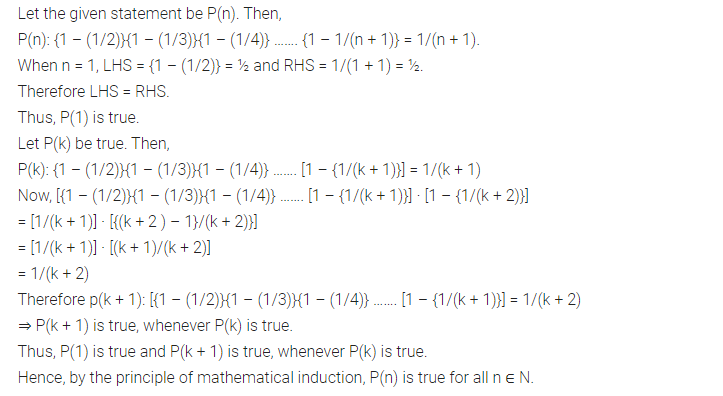 Let the given statement be P(n). Then,
P(n): {1 – (1/2)}{1 – (1/3)}{1 – (1/4)} ……. {1 – 1/(n + 1)} = 1/(n + 1).
When n = 1, LHS = {1 – (1/2)} = ½ and RHS = 1/(1 + 1) = ½.
Therefore LHS = RHS.
Thus, P(1) is true.
Let P(k) be true. Then,
P(k): {1 – (1/2)}{1 – (1/3)}{1 – (1/4)} ……. [1 – {1/(k + 1)}] = 1/(k + 1)
Now, [{1 – (1/2)}{1 – (1/3)}{1 – (1/4)} ……. [1 – {1/(k + 1)}] ∙ [1 – {1/(k + 2)}]
= [1/(k + 1)] ∙ [{(k + 2 ) – 1}/(k + 2)}]
= [1/(k + 1)] ∙ [(k + 1)/(k + 2)]
= 1/(k + 2)
Therefore p(k + 1): [{1 – (1/2)}{1 – (1/3)}{1 – (1/4)} ……. [1 – {1/(k + 1)}] = 1/(k + 2)
⇒ P(k + 1) is true, whenever P(k) is true.
Thus, P(1) is true and P(k + 1) is true, whenever P(k) is true.
Hence, by the principle of mathematical induction, P(n) is true for all n ϵ N.